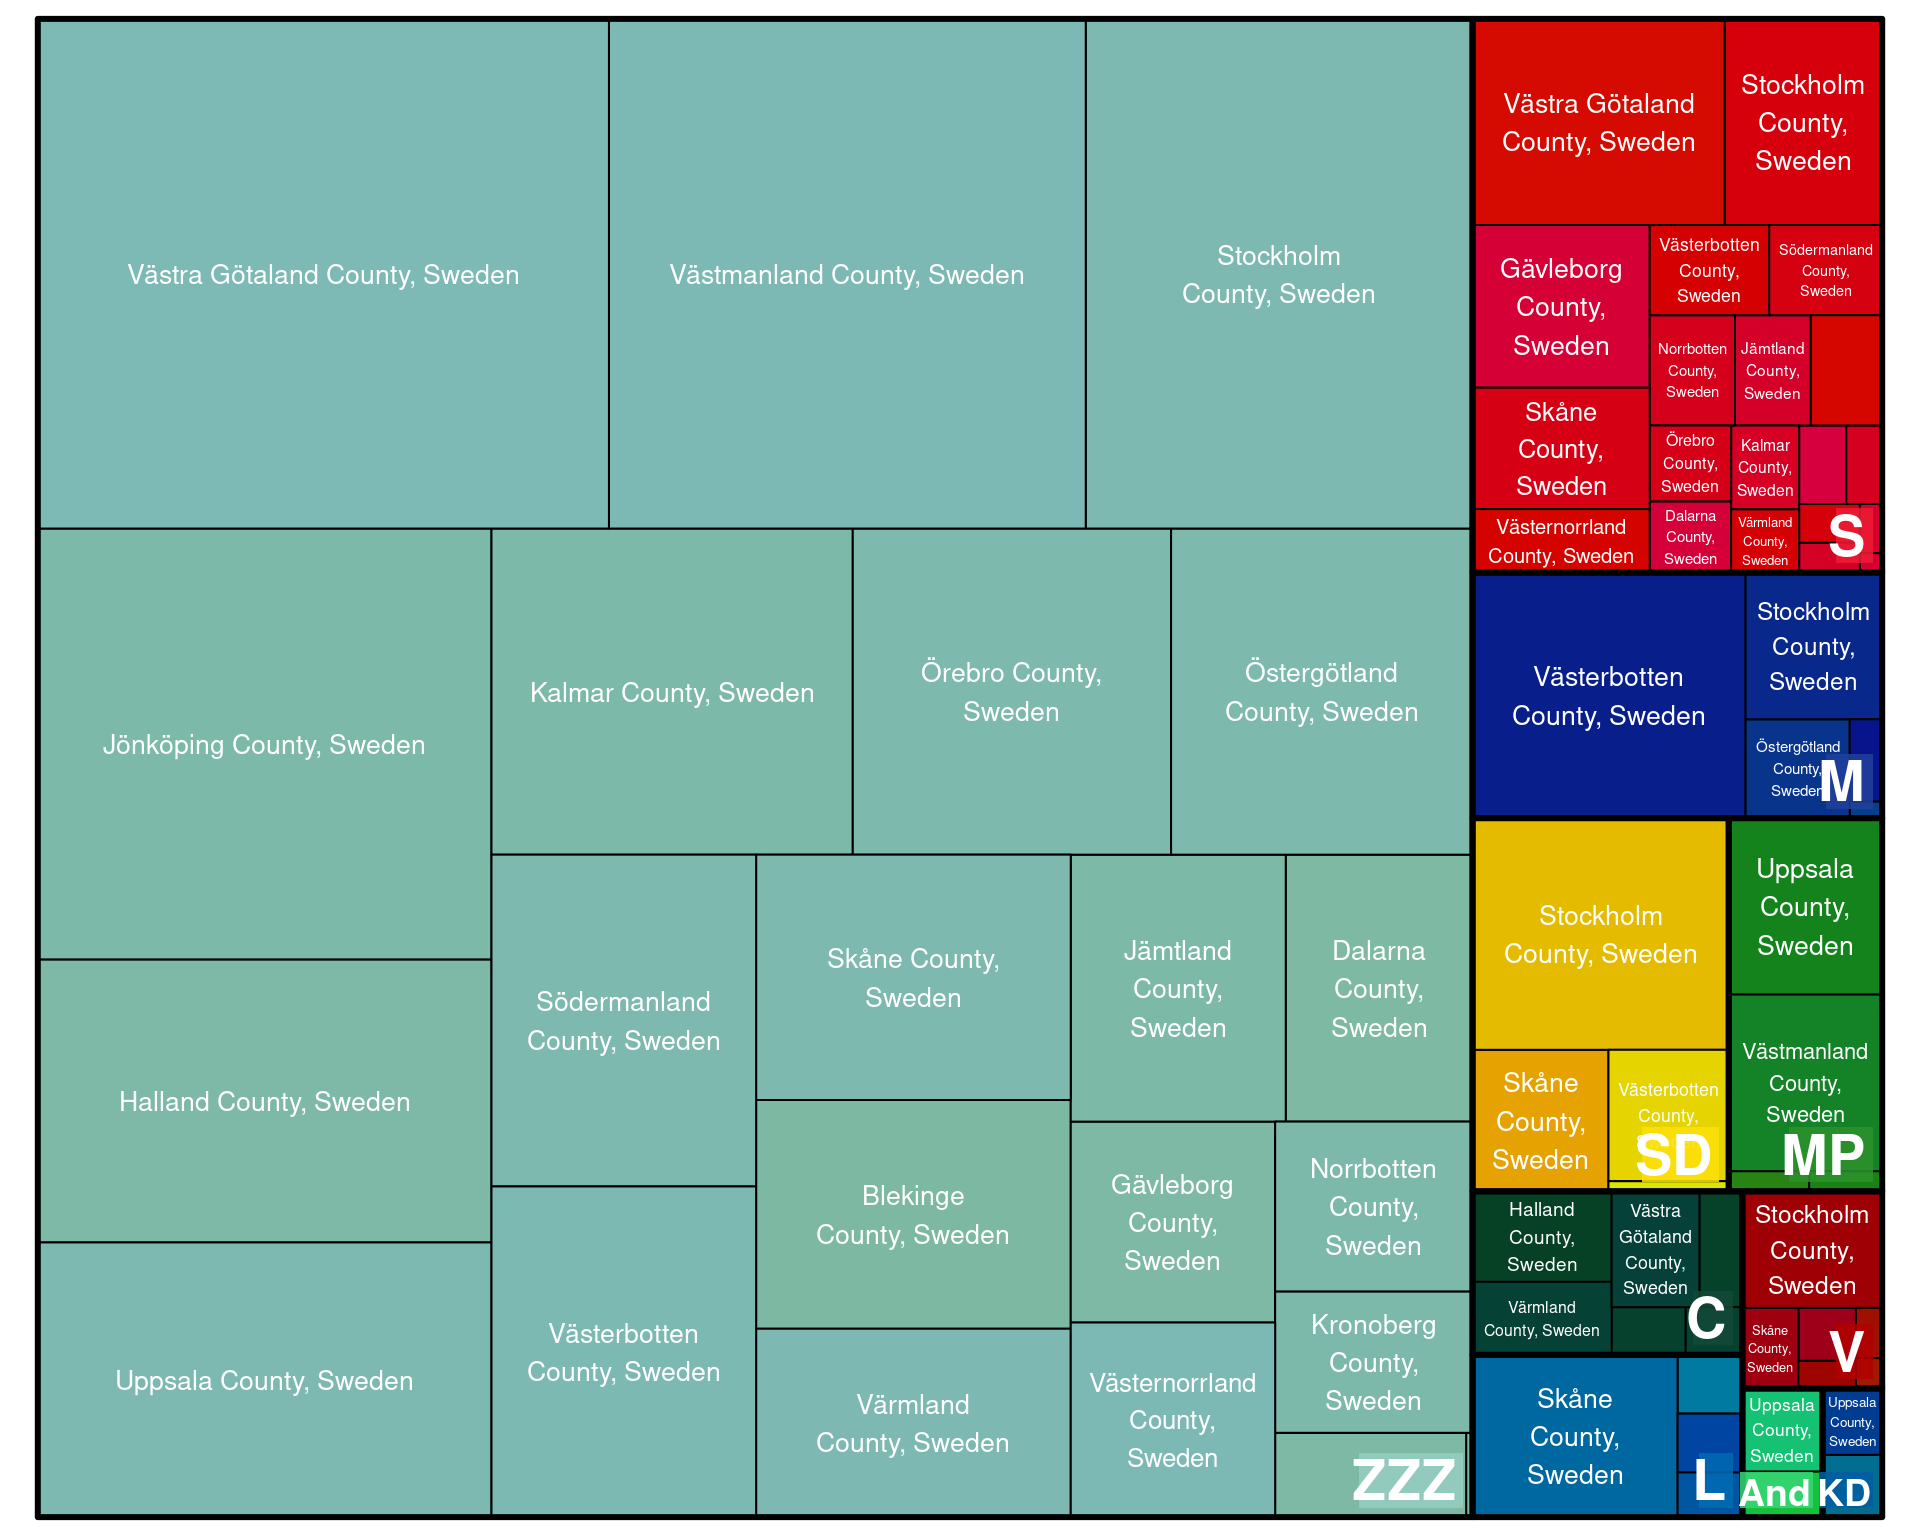 Västra Götaland County, Sweden
Västmanland County, Sweden
Stockholm
County, Sweden
Jönköping County, Sweden
Kalmar County, Sweden
Örebro County,
Sweden
Östergötland
County, Sweden
Halland County, Sweden
Uppsala County, Sweden
Södermanland
County, Sweden
Västerbotten
County, Sweden
Skåne County,
Sweden
Blekinge
County, Sweden
Värmland
County, Sweden
Jämtland
County,
Sweden
Dalarna
County,
Sweden
Gävleborg
County,
Sweden
Västernorrland
County,
Sweden
Norrbotten
County,
Sweden
Kronoberg
County,
Sweden
ZZZ
Västra Götaland
County, Sweden
Stockholm
County,
Sweden
Gävleborg
County,
Sweden
Skåne
County,
Sweden
Västernorrland
County, Sweden
Västerbotten
County,
Sweden
Södermanland
County,
Sweden
Norrbotten
County,
Sweden
Jämtland
County,
Sweden
Örebro
County,
Sweden
Kalmar
County,
Sweden
Dalarna
County,
Sweden
Värmland
County,
Sweden
S
Västerbotten
County, Sweden
Stockholm
County,
Sweden
Östergötland
County,
Sweden
M
Stockholm
County, Sweden
Skåne
County,
Sweden
Västerbotten
County,
SD
Uppsala
County,
Sweden
Västmanland
County,
Sweden
MP
Halland
County,
Sweden
Värmland
County, Sweden
Västra
Götaland
County,
Sweden
C
Stockholm
County,
Sweden
Skåne
County,
Sweden
V
Skåne
County,
Sweden
L
Uppsala
County,
Sweden
And
Uppsala
County,
Sweden
KD